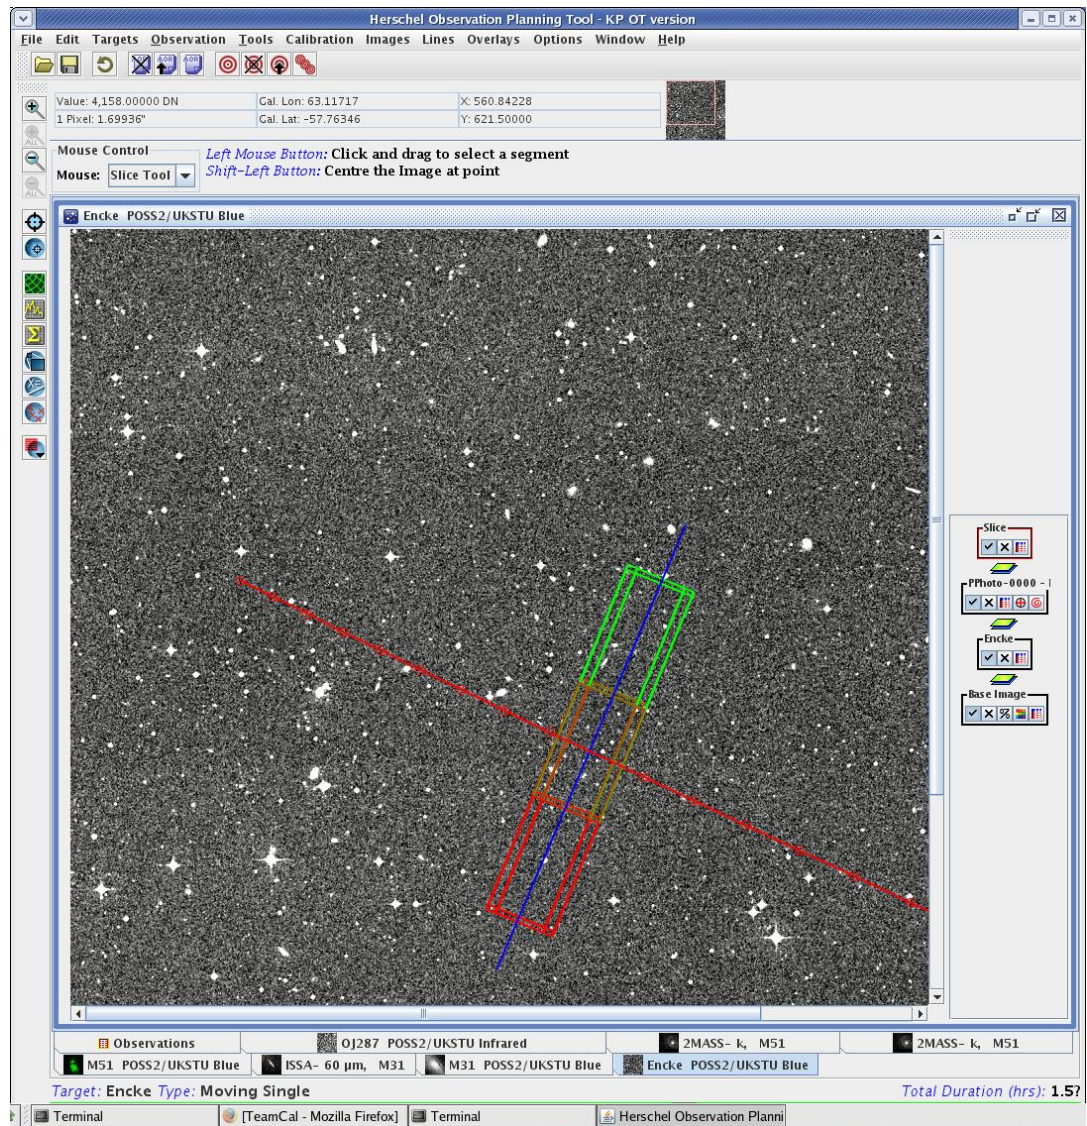 Herschel Observation Planning Tool - KP OT version
File Edit Targets Observation Tools Calibration Images Lines Overlays Options Window Help
Value: 4,158.00000 DN Gal. Lon: 63.11717 X: 560.84228
1 Pixel: 1.69936" Gal. Lat: -57.76346 Y: 621.50000
Mouse Control
Left Mouse Button: Click and drag to select a segment
Mouse: Slice Tool
Shift-Left Button: Centre the Image at point
Encke POSS2/UKSTU Blue
Slice
PPhoto-0000 -
Encke
Base Image
Observations OJ287 POSS2/UKSTU Infrared 2MASS- k, M51 2MASS- k, M51
M51 POSS2/UKSTU Blue ISSA- 60 μm, M31 M31 POSS2/UKSTU Blue Encke POSS2/UKSTU Blue
Target: Encke Type: Moving Single Total Duration (hrs): 1.5?
Terminal [TeamCal - Mozilla Firefox] Terminal Herschel Observation Planni